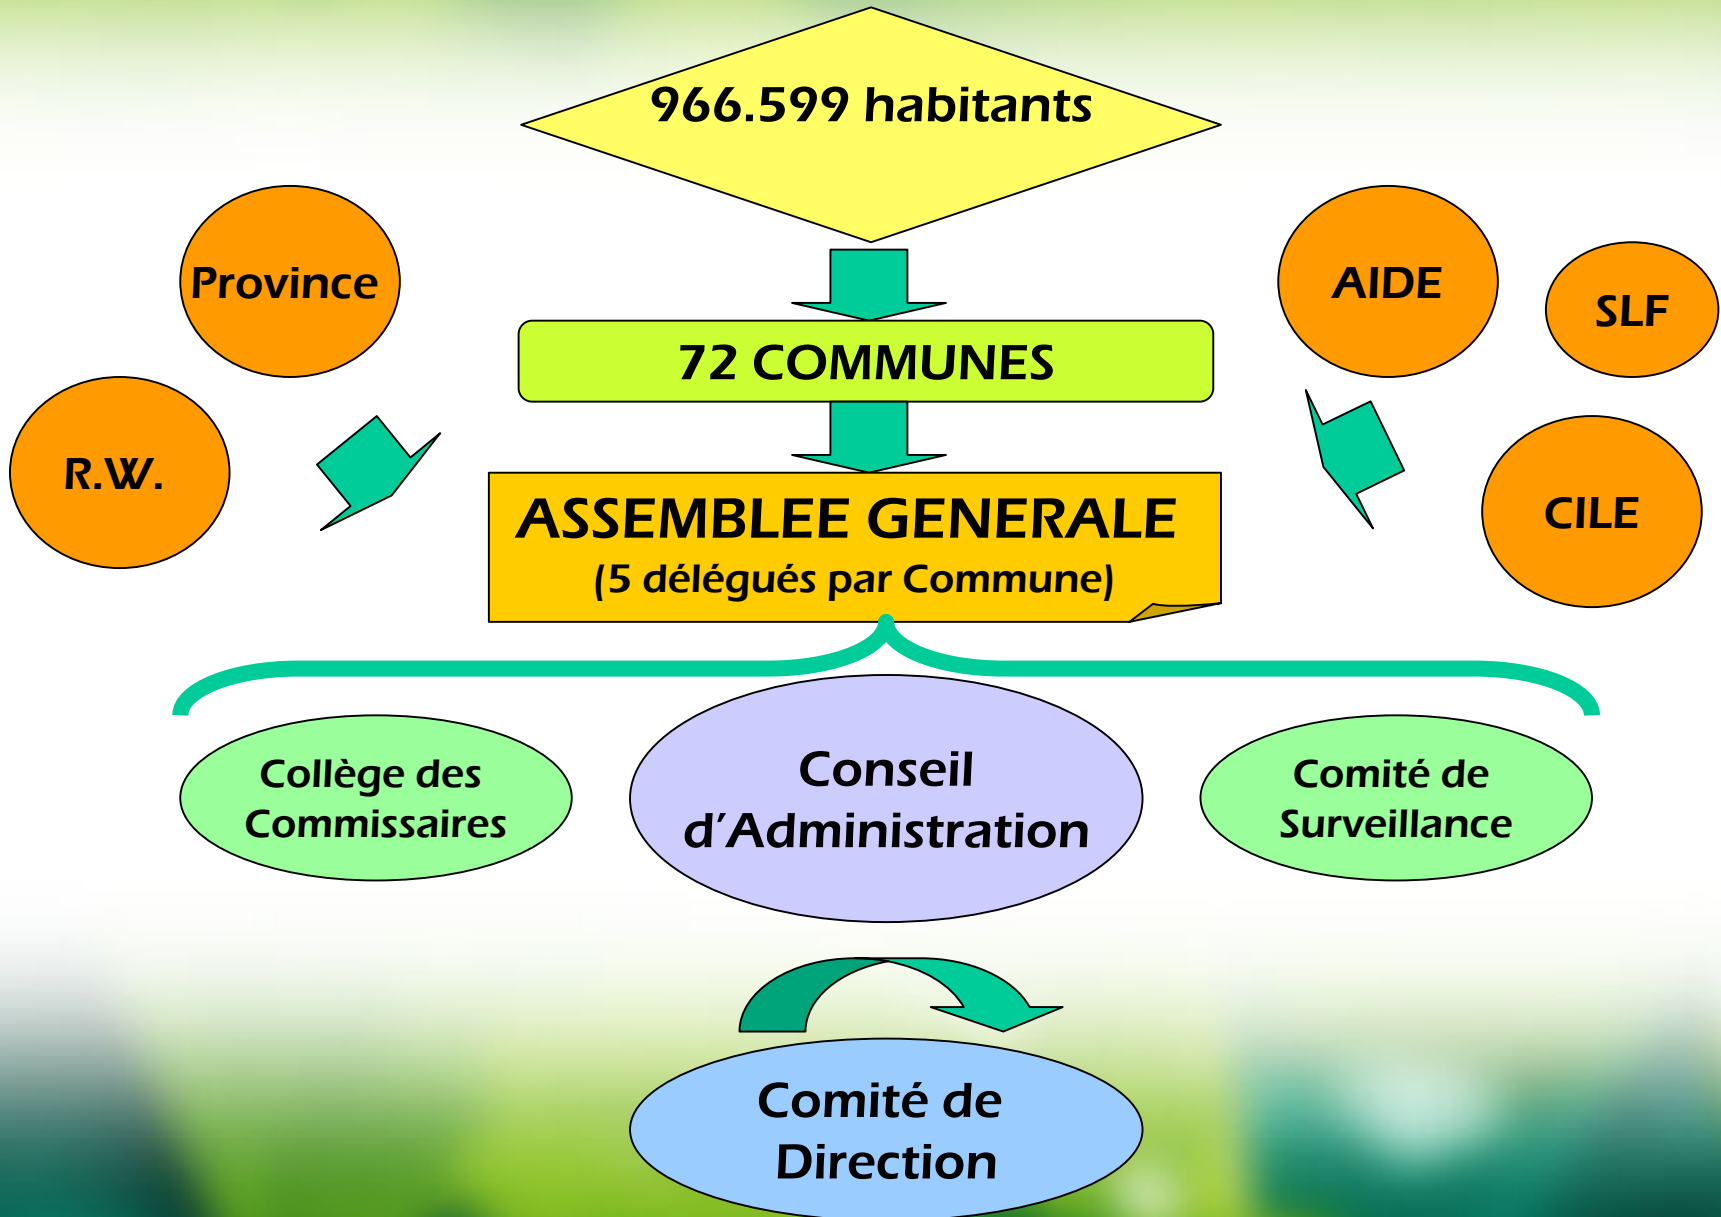 966.599 habitants
Province
AIDE
SLF
72 COMMUNES
R.W.
CILE
ASSEMBLEE GENERALE
(5 délégués par Commune)
Collège des
Commissaires
Conseil
d’Administration
Comité de
Surveillance
Comité de
Direction